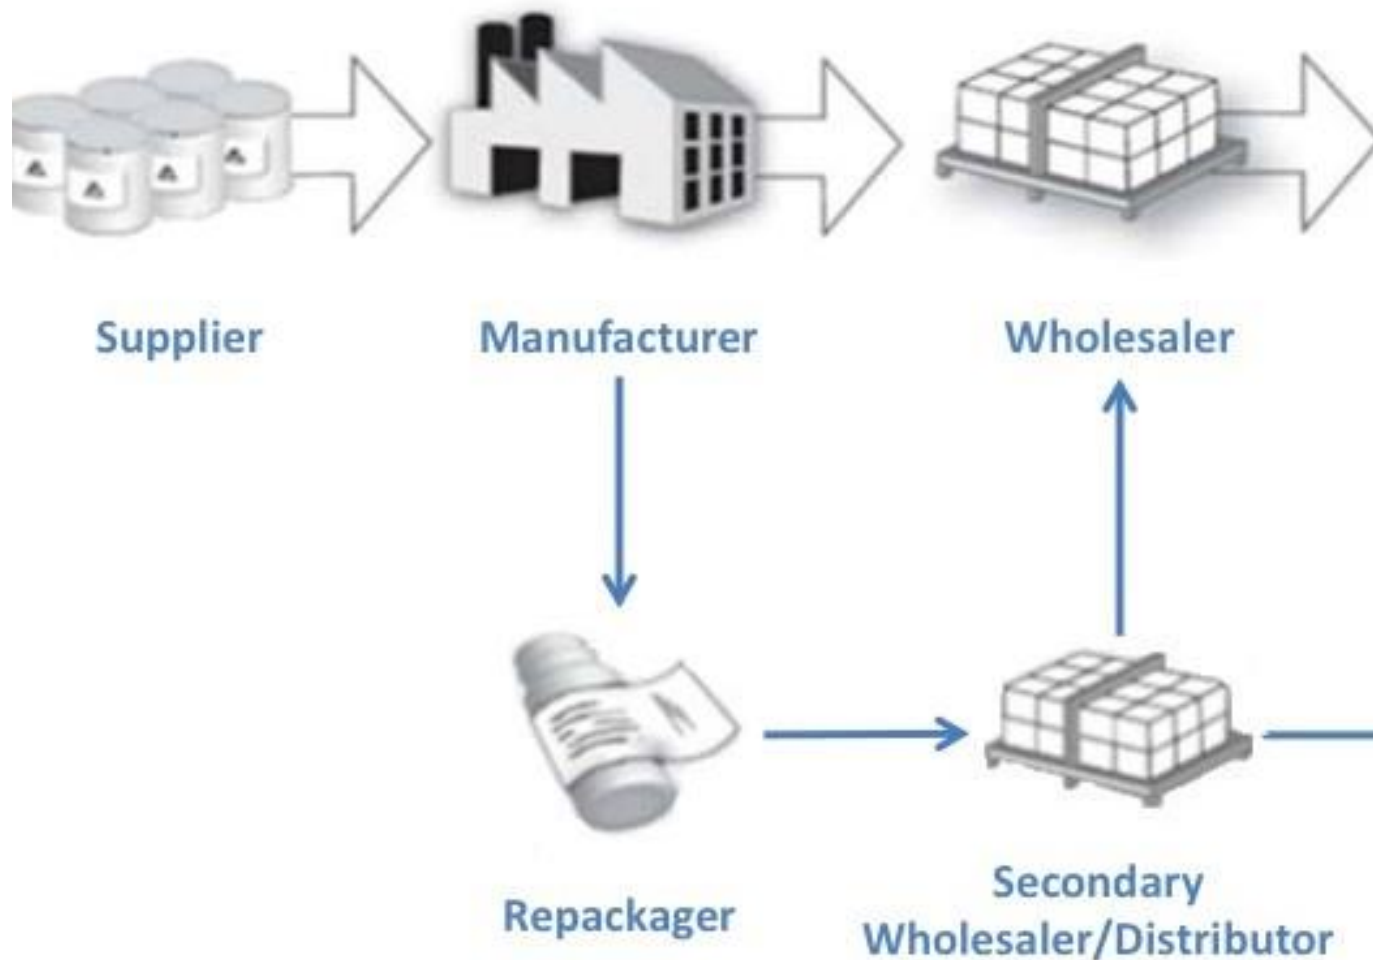 Supplier
Manufacturer
Wholesaler
Repackager
Secondary
Wholesaler/Distributor